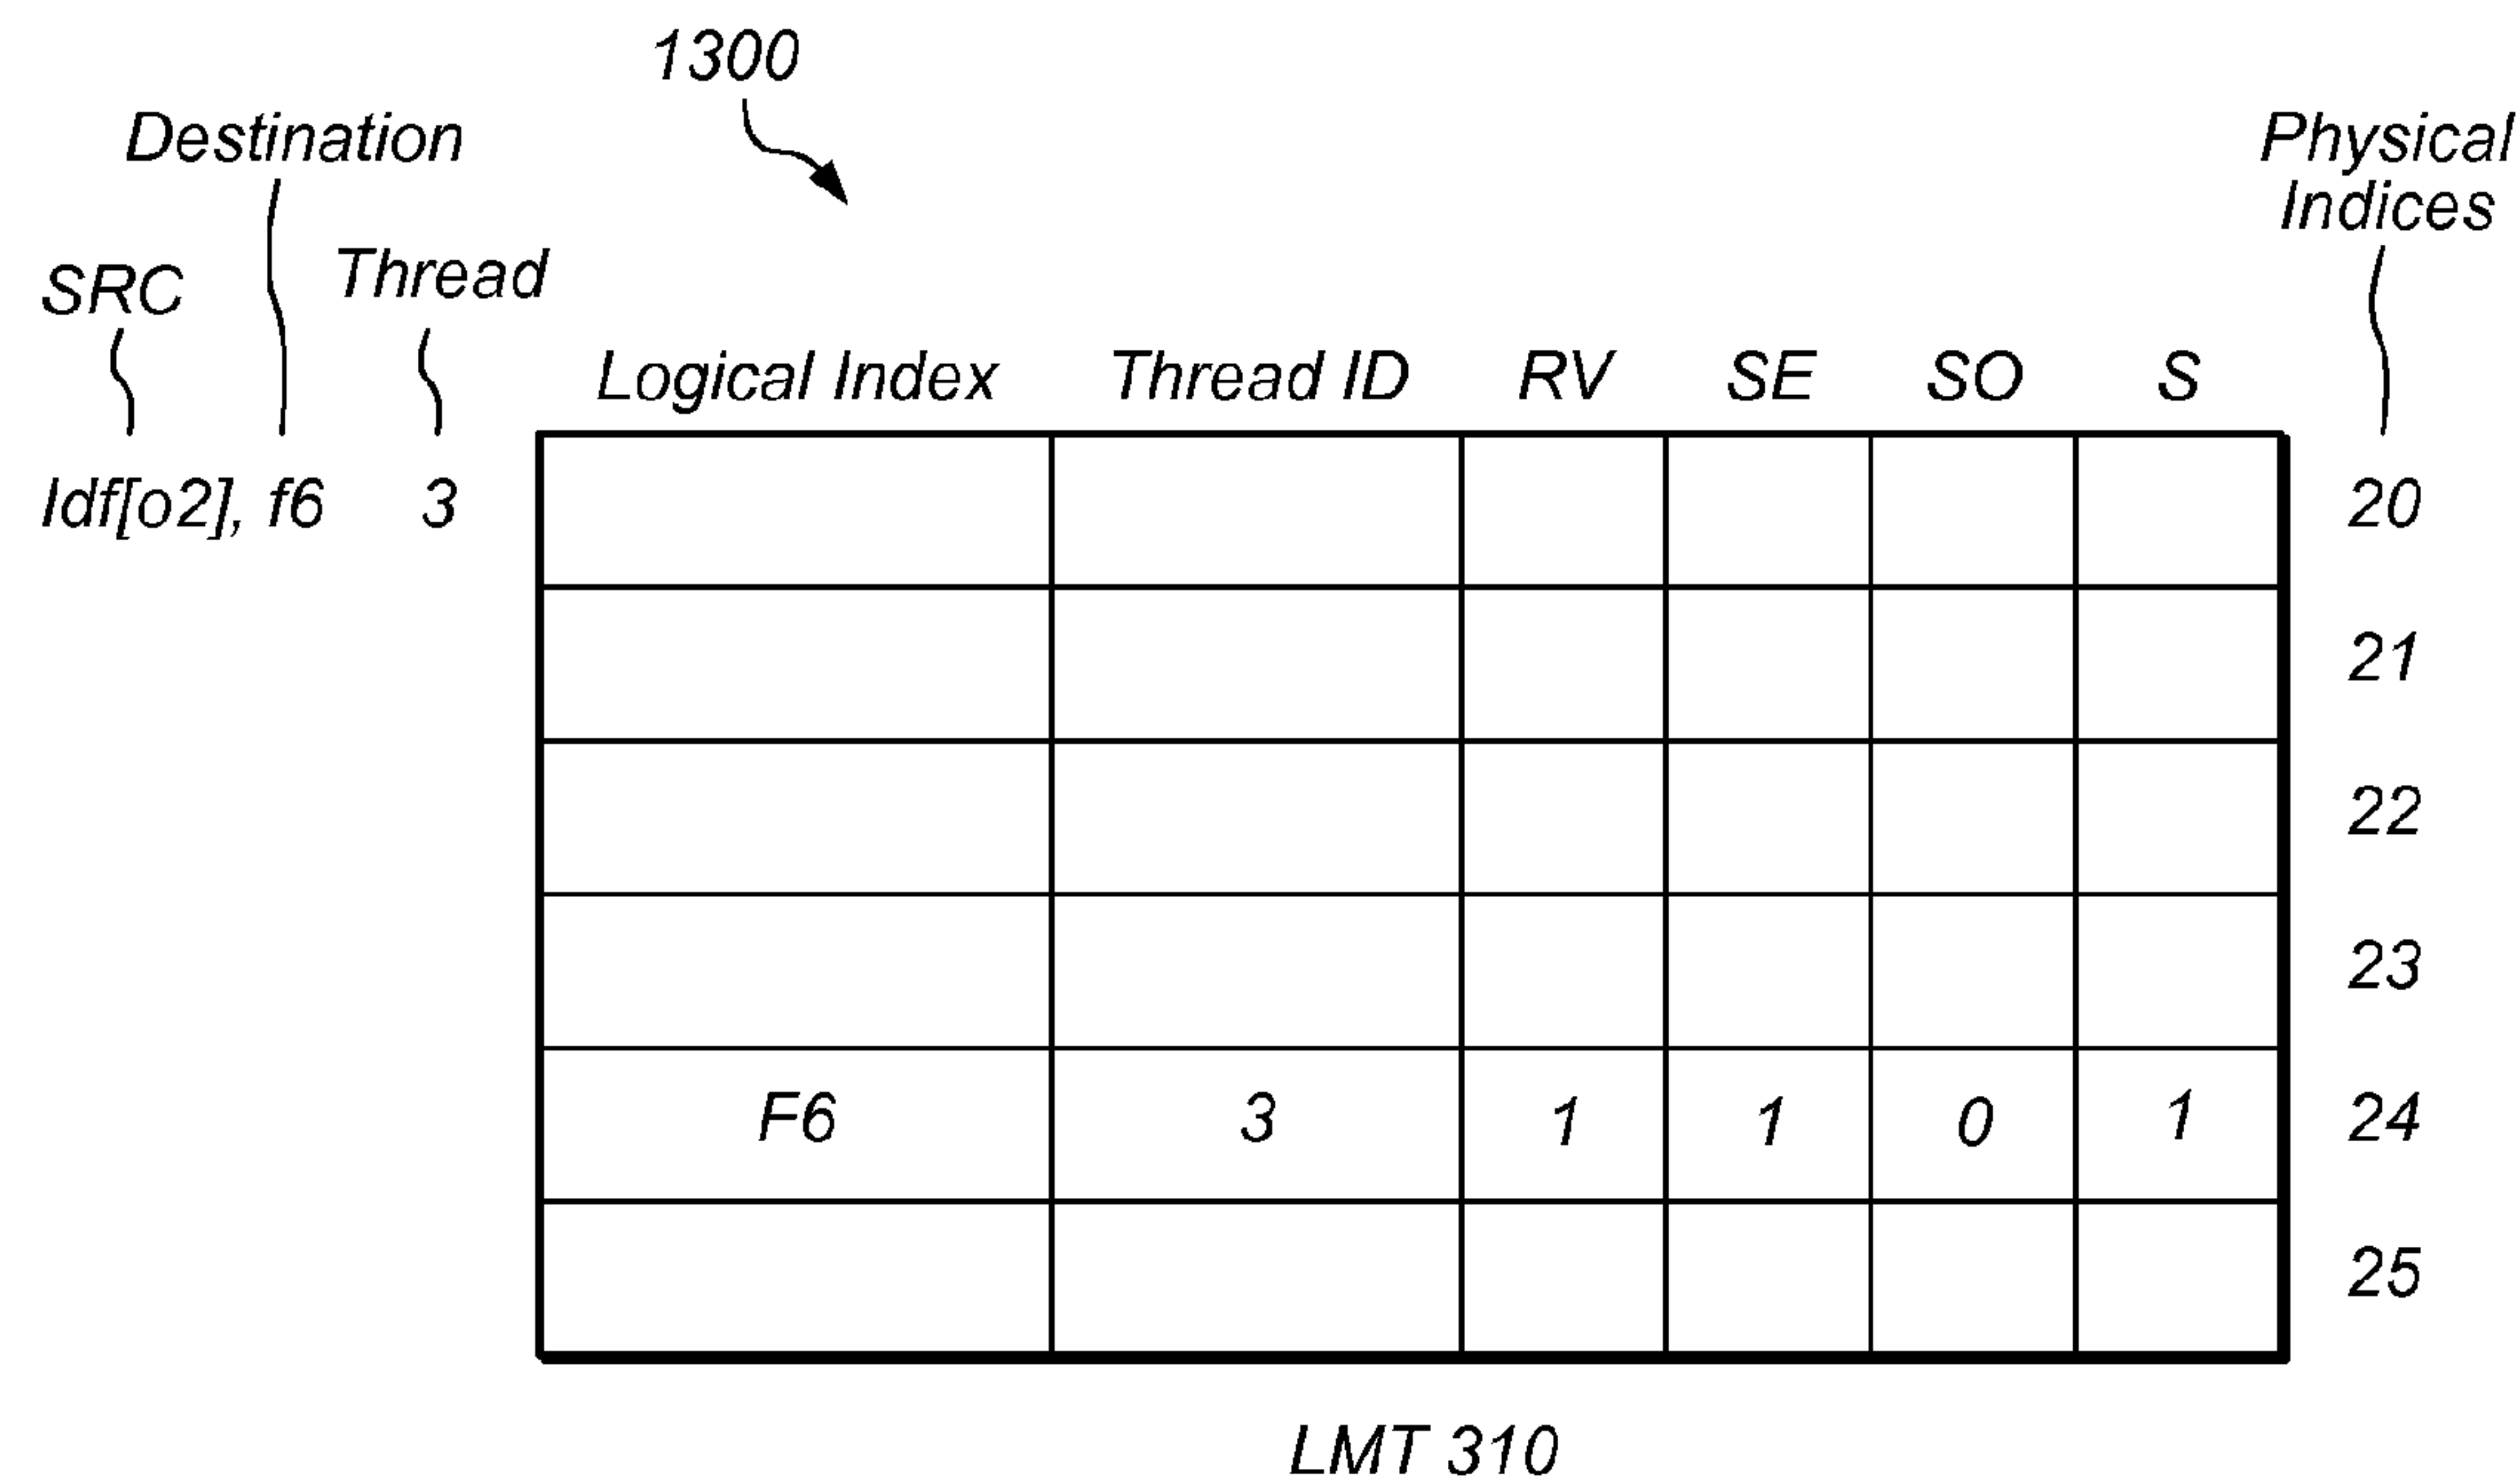 1300
Destination
Physical
Indices
SRC
Thread
Logical Index Thread ID RV SE SO S
ldf[o2], f6 3
20
21
22
23
F6 3 1 1 0 1 24
25
LMT 310